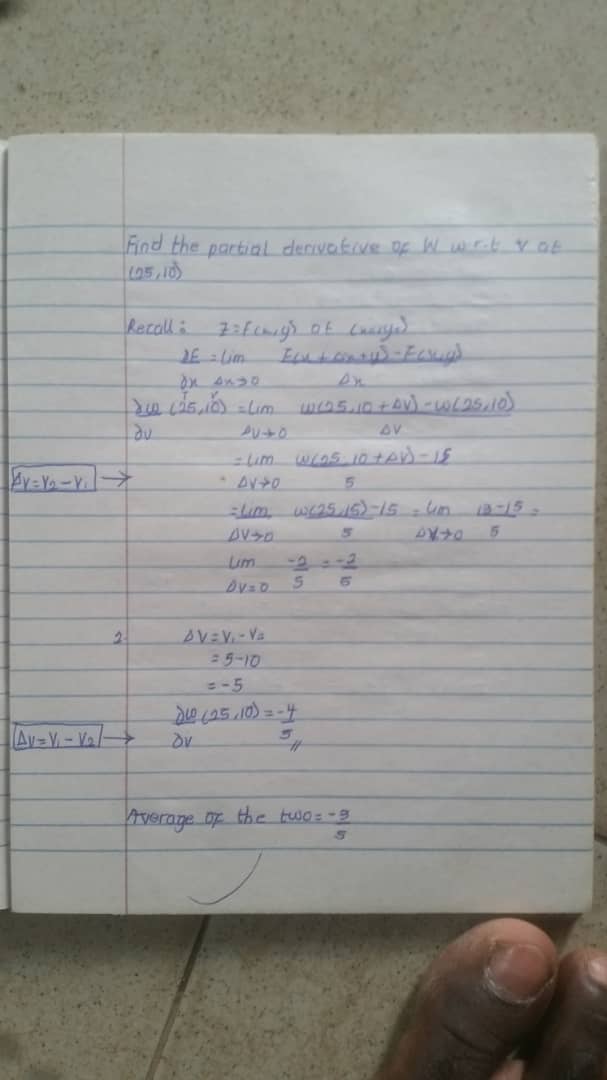 Find the partial derivative of W w.r.t v at
(25,10)
Recall: Z=F(x,y) at (x0,y0)
∂F = lim F(x+Δx+y)-F(x,y)
∂x Δx→0 Δx
T V
∂w (25,10) = lim w(25,10+ΔV)-w(25,10)
∂v Δv→0 ΔV
= lim w(25,10+ΔV)-15
Δv=V2-V1 → ΔV→0 5
= lim w(25,15)-15 = lim 13-15 =
ΔV→0 5 ΔV→0 5
lim -2 = -2
ΔV=0 5 5
2. ΔV=V1-V2
= 5-10
= -5
∂w (25,10) = -4
ΔV=V1-V2 → ∂v 5 //
Average of the two = -3
5